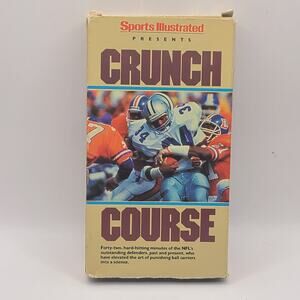 Sports Illustrated
PRESENTS
CRUNCH
34
COURSE
Forty-two, hard-hitting minutes of the NFL's
outstanding defenders, past and present, who
have elevated the art of punishing ball carriers
into a science.